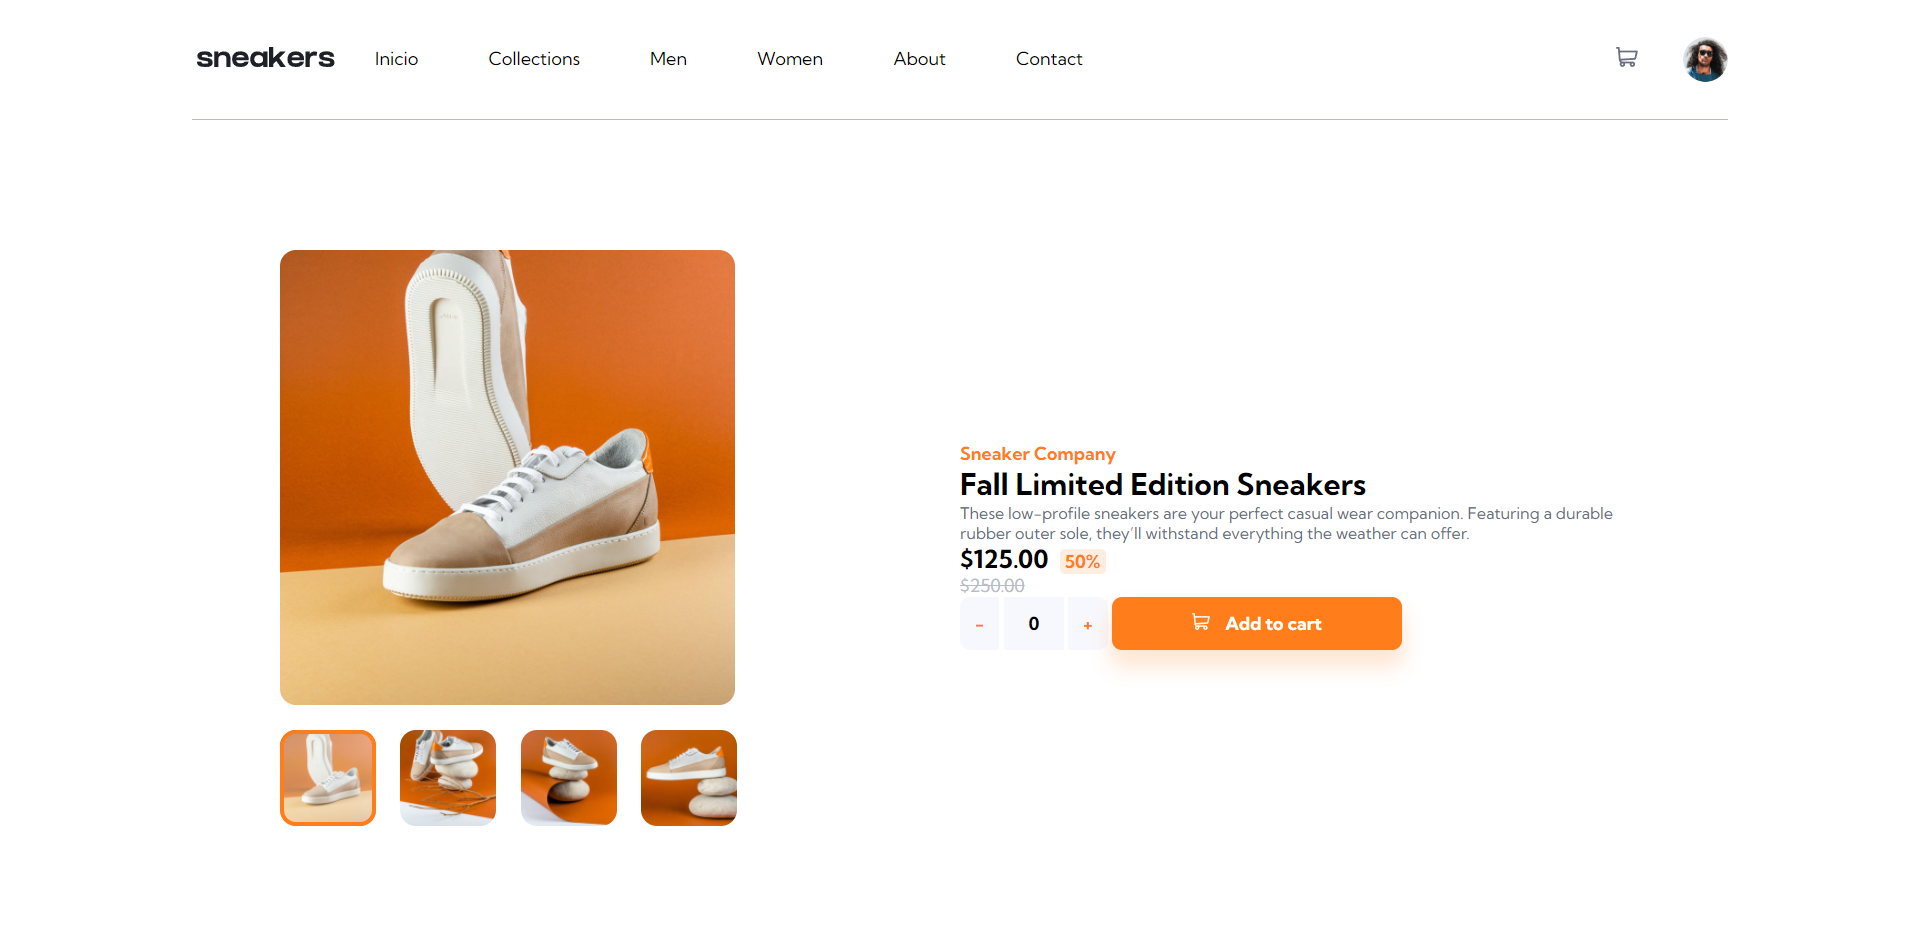 sneakers Inicio Collections Men Women About Contact
Sneaker Company
Fall Limited Edition Sneakers
These low-profile sneakers are your perfect casual wear companion. Featuring a durable
rubber outer sole, they’ll withstand everything the weather can offer.
$125.00 50%
$250.00
- 0 + Add to cart